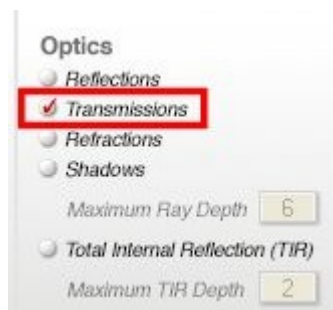 Optics
Reflections
Transmissions
Refractions
Shadows
Maximum Ray Depth 6
Total Internal Reflection (TIR)
Maximum TIR Depth 2